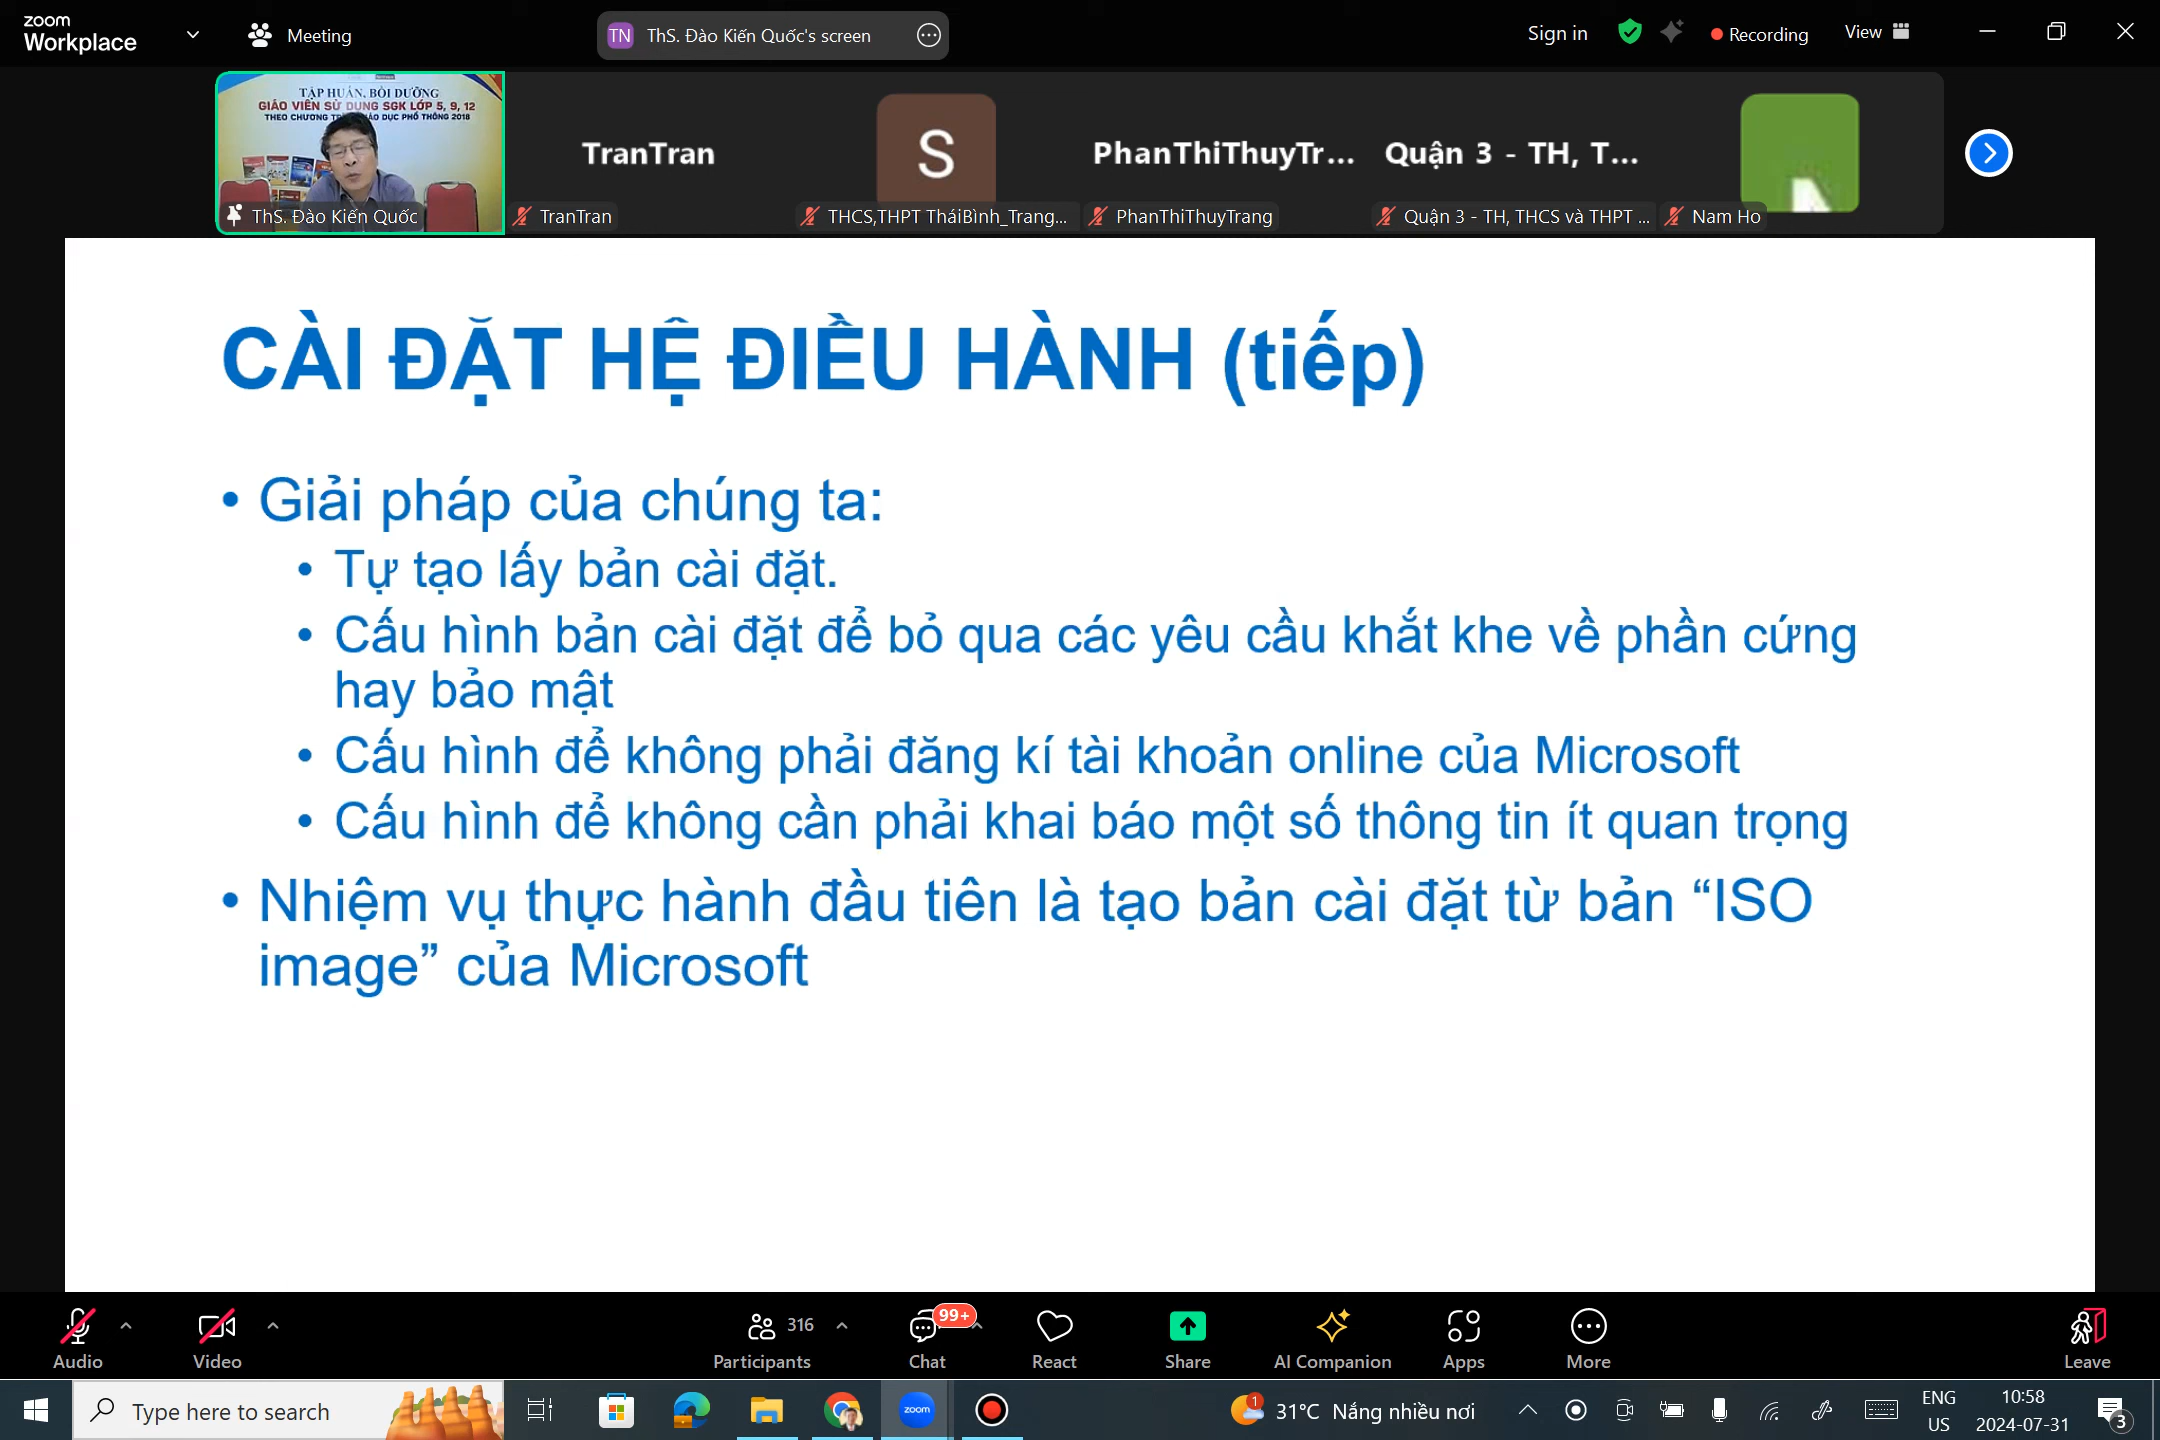 zoom
Workplace
Meeting
TN ThS. Đào Kiến Quốc's screen
Sign in
Recording
View
TẬP HUẤN, BỒI DƯỠNG
GIÁO VIÊN SỬ DỤNG SGK LỚP 5, 9, 12
ThS. Đào Kiến Quốc
TranTran
TranTran
S
THCS,THPT TháiBình_Trang...
PhanThiThuyTr...
PhanThiThuyTrang
Quận 3 - TH, T...
Quận 3 - TH, THCS và THPT ...
Nam Ho
CÀI ĐẶT HỆ ĐIỀU HÀNH (tiếp)
• Giải pháp của chúng ta:
• Tự tạo lấy bản cài đặt.
• Cấu hình bản cài đặt để bỏ qua các yêu cầu khắt khe về phần cứng
hay bảo mật
• Cấu hình để không phải đăng kí tài khoản online của Microsoft
• Cấu hình để không cần phải khai báo một số thông tin ít quan trọng
• Nhiệm vụ thực hành đầu tiên là tạo bản cài đặt từ bản “ISO
image” của Microsoft
Audio
Video
316
Participants
99+
Chat
React
Share
AI Companion
Apps
More
Leave
Type here to search
zoom
1
31°C Nắng nhiều nơi
ENG
US
10:58
2024-07-31
3